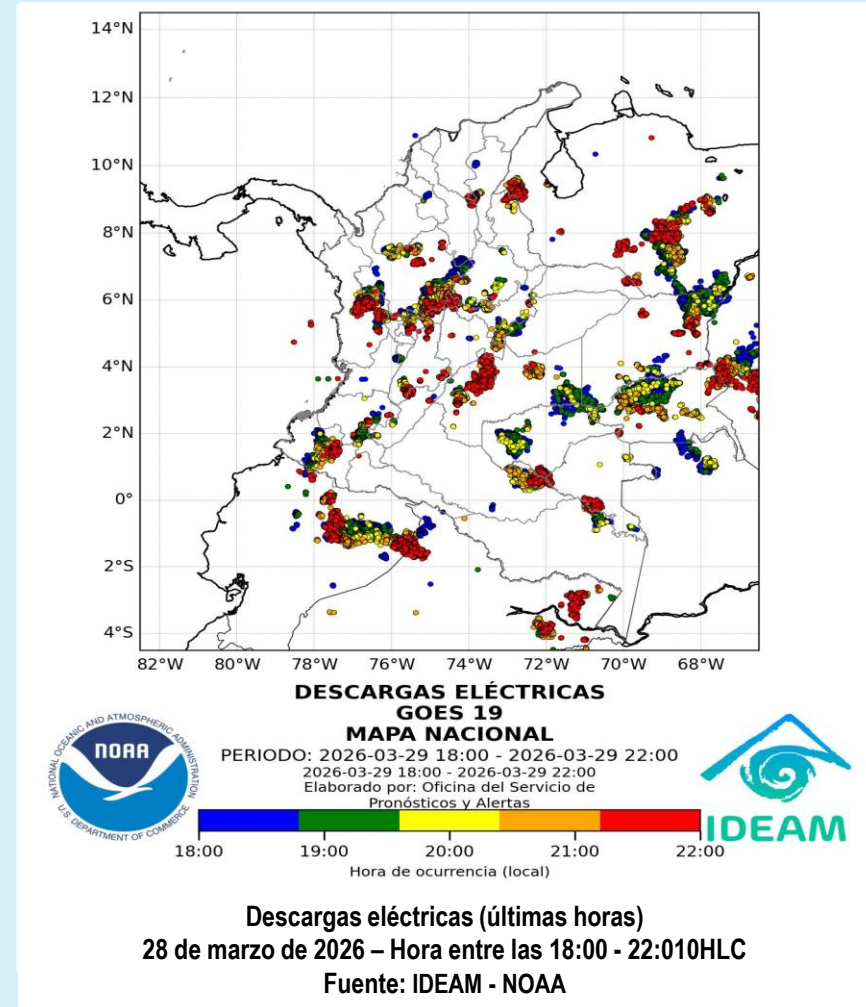 14°N
12°N
10°N
8°N
6°N
4°N
2°N
0°
2°S
4°S
82°W 80°W 78°W 76°W 74°W 72°W 70°W 68°W
DESCARGAS ELÉCTRICAS
GOES 19
MAPA NACIONAL
PERIODO: 2026-03-29 18:00 - 2026-03-29 22:00
2026-03-29 18:00 - 2026-03-29 22:00
Elaborado por: Oficina del Servicio de
Pronósticos y Alertas
NATIONAL OCEANIC AND ATMOSPHERIC ADMINISTRATION
NOAA
U.S. DEPARTMENT OF COMMERCE
IDEAM
18:00 19:00 20:00 21:00 22:00
Hora de ocurrencia (local)
Descargas eléctricas (últimas horas)
28 de marzo de 2026 – Hora entre las 18:00 - 22:010HLC
Fuente: IDEAM - NOAA